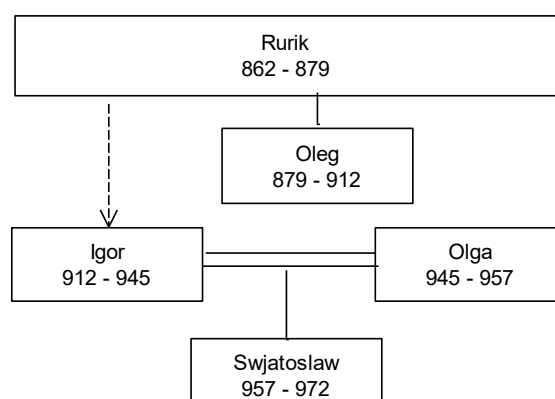 Rurik
862 - 879
Oleg
879 - 912
Igor
912 - 945
Olga
945 - 957
Swjatoslaw
957 - 972